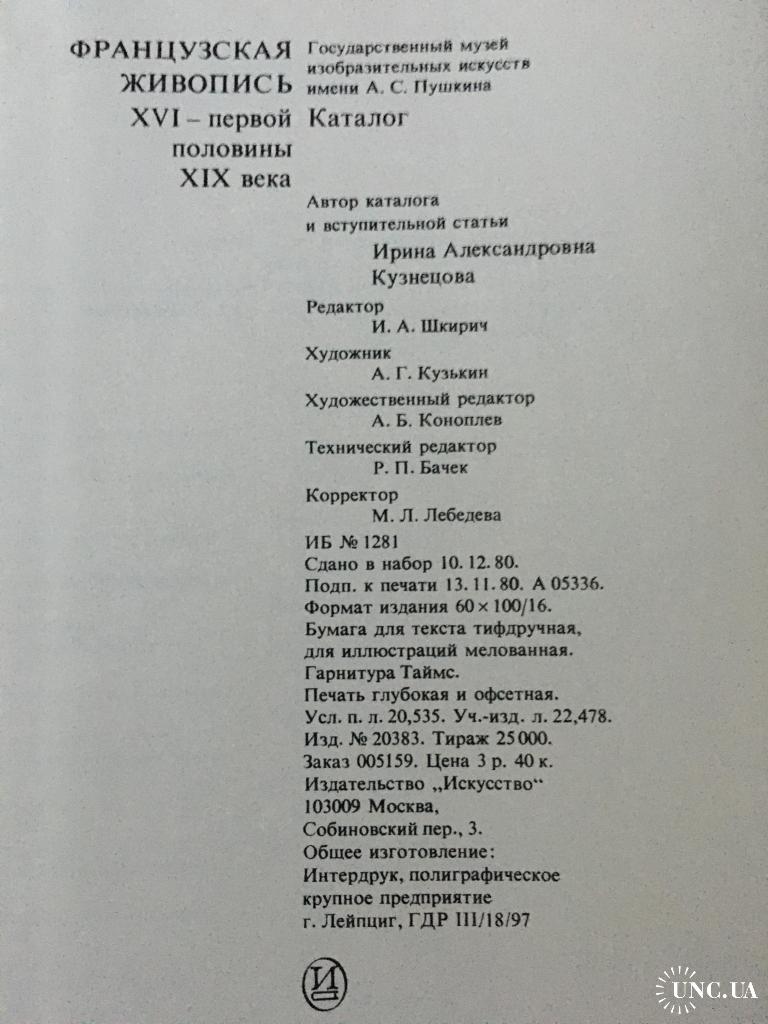 ФРАНЦУЗСКАЯ
ЖИВОПИСЬ
XVI – первой
половины
XIX века
Государственный музей
изобразительных искусств
имени А. С. Пушкина
Каталог
Автор каталога
и вступительной статьи
Ирина Александровна
Кузнецова
Редактор
И. А. Шкирич
Художник
А. Г. Кузькин
Художественный редактор
А. Б. Коноплев
Технический редактор
Р. П. Бачек
Корректор
М. Л. Лебедева
ИБ № 1281
Сдано в набор 10. 12. 80.
Подп. к печати 13. 11. 80. А 05336.
Формат издания 60 × 100/16.
Бумага для текста тифдручная,
для иллюстраций мелованная.
Гарнитура Таймс.
Печать глубокая и офсетная.
Усл. п. л. 20,535. Уч.-изд. л. 22,478.
Изд. № 20383. Тираж 25 000.
Заказ 005159. Цена 3 р. 40 к.
Издательство „Искусство“
103009 Москва,
Собиновский пер., 3.
Общее изготовление:
Интердрук, полиграфическое
крупное предприятие
г. Лейпциг, ГДР III/18/97
И
UNC.UA